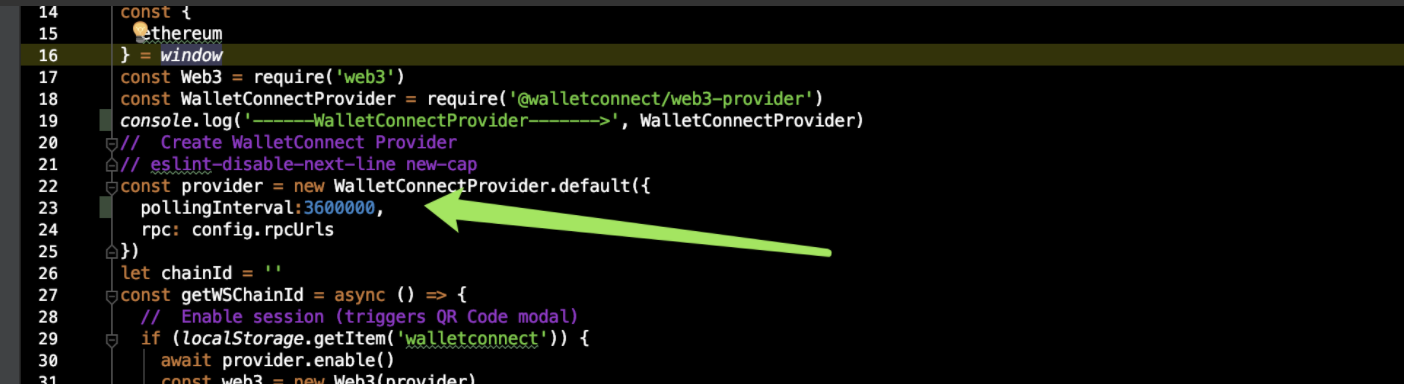 14 const {
15 ethereum
16 } = window
17 const Web3 = require('web3')
18 const WalletConnectProvider = require('@walletconnect/web3-provider')
19 console.log('------WalletConnectProvider------->', WalletConnectProvider)
20 // Create WalletConnect Provider
21 // eslint-disable-next-line new-cap
22 const provider = new WalletConnectProvider.default({
23 pollingInterval:3600000,
24 rpc: config.rpcUrls
25 })
26 let chainId = ''
27 const getWSChainId = async () => {
28 // Enable session (triggers QR Code modal)
29 if (localStorage.getItem('walletconnect')) {
30 await provider.enable()
31 const web3 = new Web3(provider)